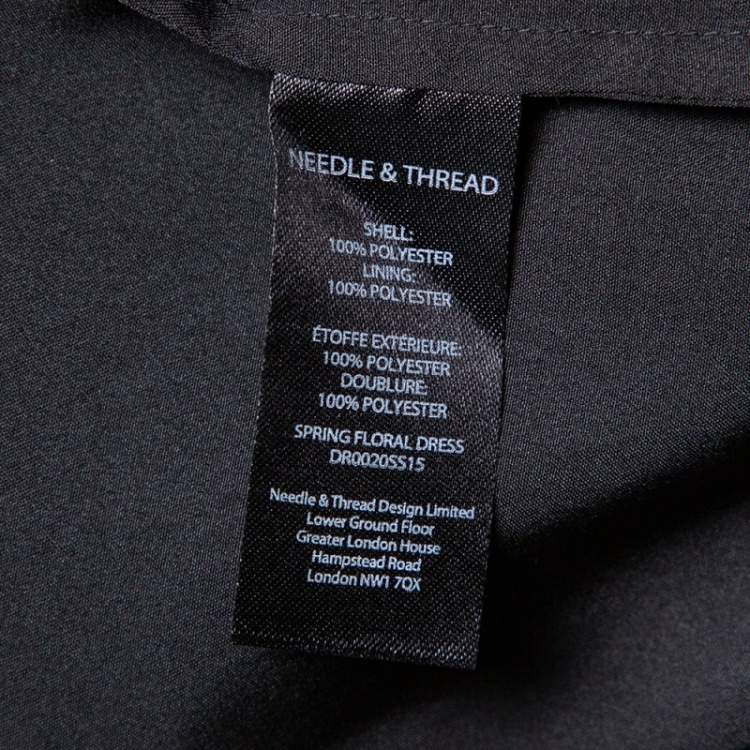 NEEDLE & THREAD
SHELL:
100% POLYESTER
LINING:
100% POLYESTER
ÉTOFFE EXTÉRIEURE:
100% POLYESTER
DOUBLURE:
100% POLYESTER
SPRING FLORAL DRESS
DR0020SS15
Needle & Thread Design Limited
Lower Ground Floor
Greater London House
Hampstead Road
London NW1 7QX